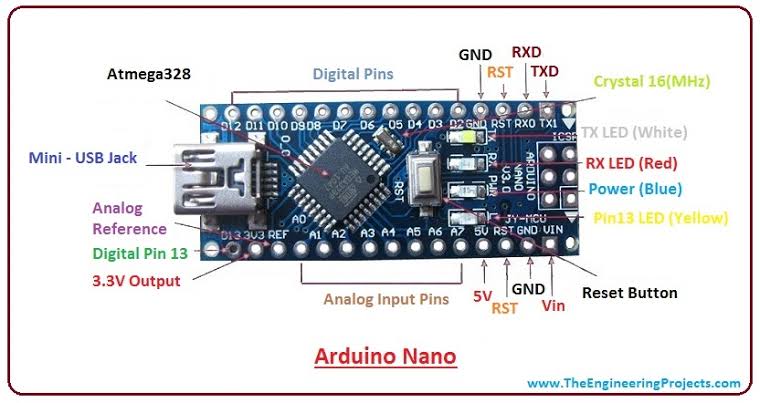 GND
RXD
RST
TXD
Atmega328
Digital Pins
Crystal 16(MHz)
D12 D11 D10 D9 D8 D7 D6 D5 D4 D3 D2 GND RST RX0 TX1
TX LED (White)
TX
RX
PWR
L
RST
ARDUINO
NANO
V3.0
Mini - USB Jack
RX LED (Red)
Power (Blue)
Analog
Reference
Pin13 LED (Yellow)
JY-MCU
A0
D13 3V3 REF A1 A2 A3 A4 A5 A6 A7 5V RST GND VIN
Digital Pin 13
3.3V Output
Analog Input Pins
5V
RST
GND
Vin
Reset Button
Arduino Nano
www.TheEngineeringProjects.com